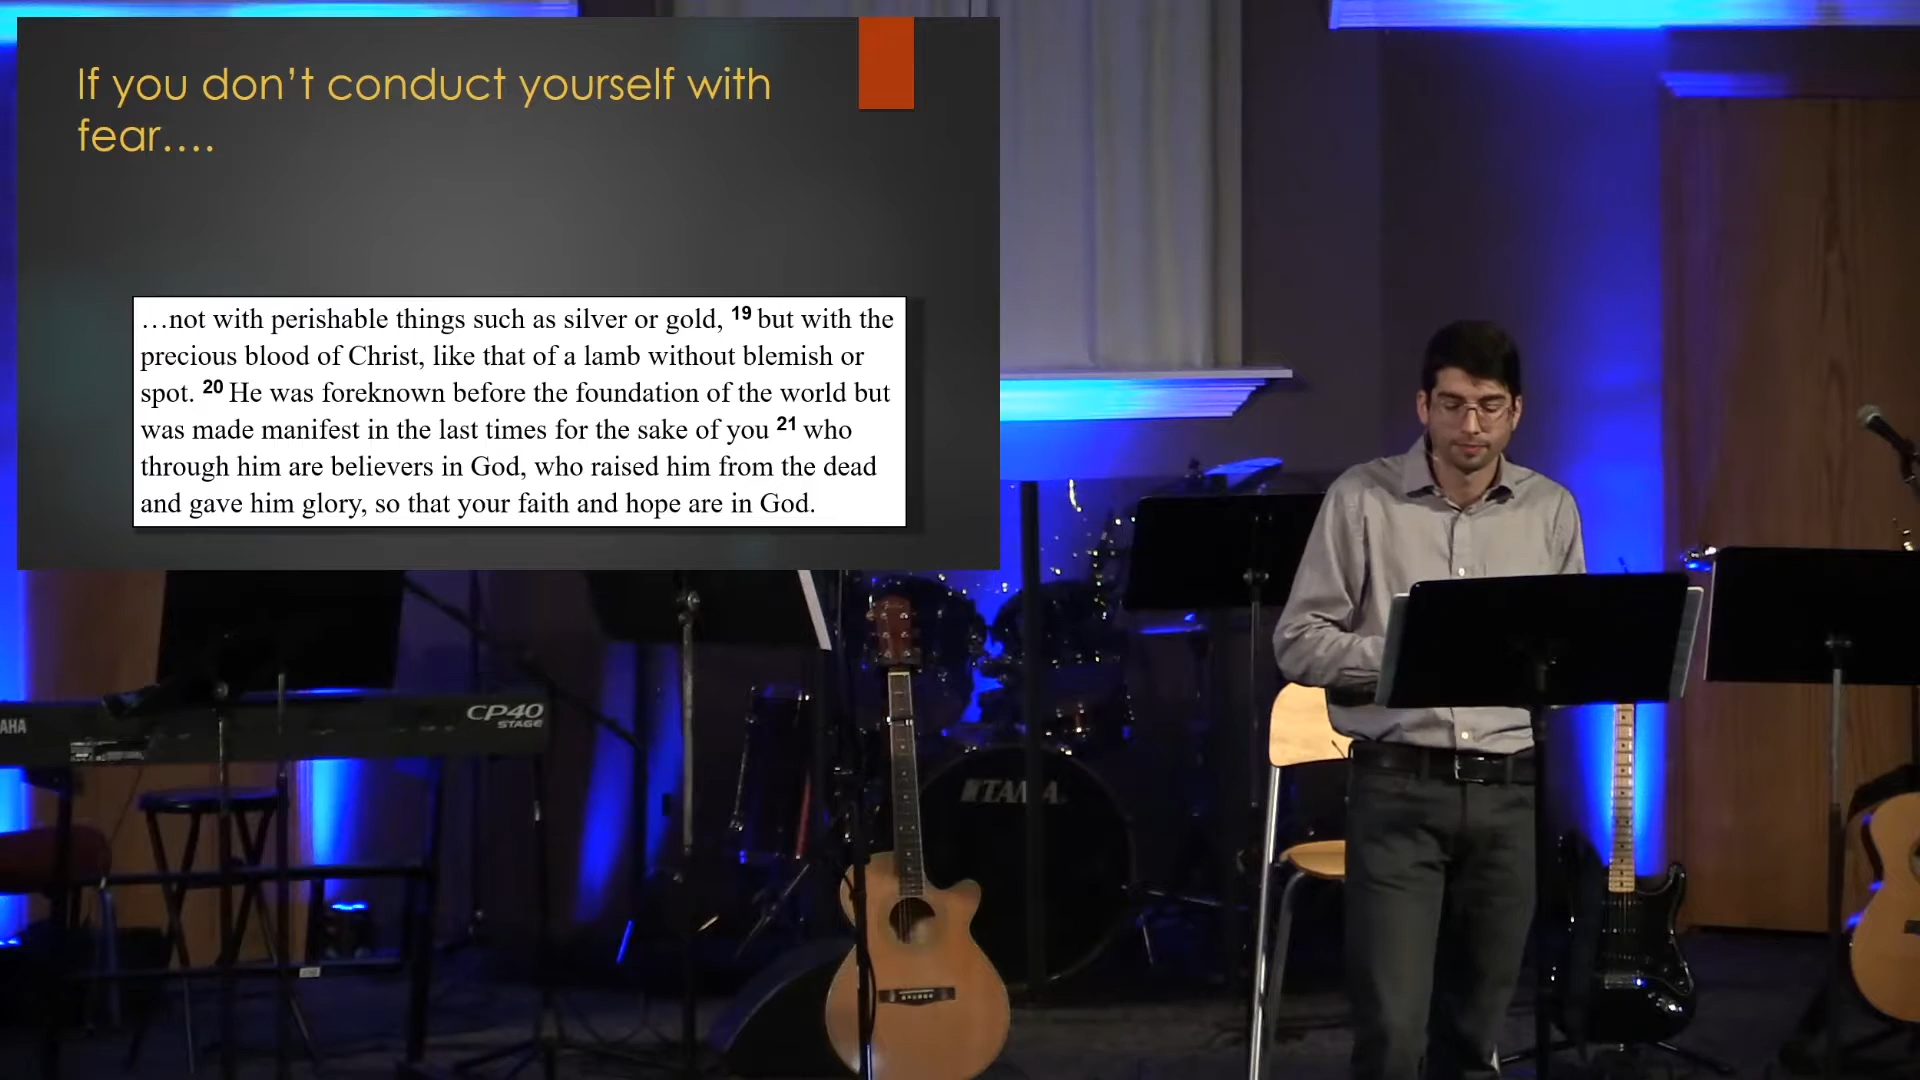 If you don’t conduct yourself with
fear….
…not with perishable things such as silver or gold, 19 but with the
precious blood of Christ, like that of a lamb without blemish or
spot. 20 He was foreknown before the foundation of the world but
was made manifest in the last times for the sake of you 21 who
through him are believers in God, who raised him from the dead
and gave him glory, so that your faith and hope are in God.
AHA
CP40
STAGE
TAMA